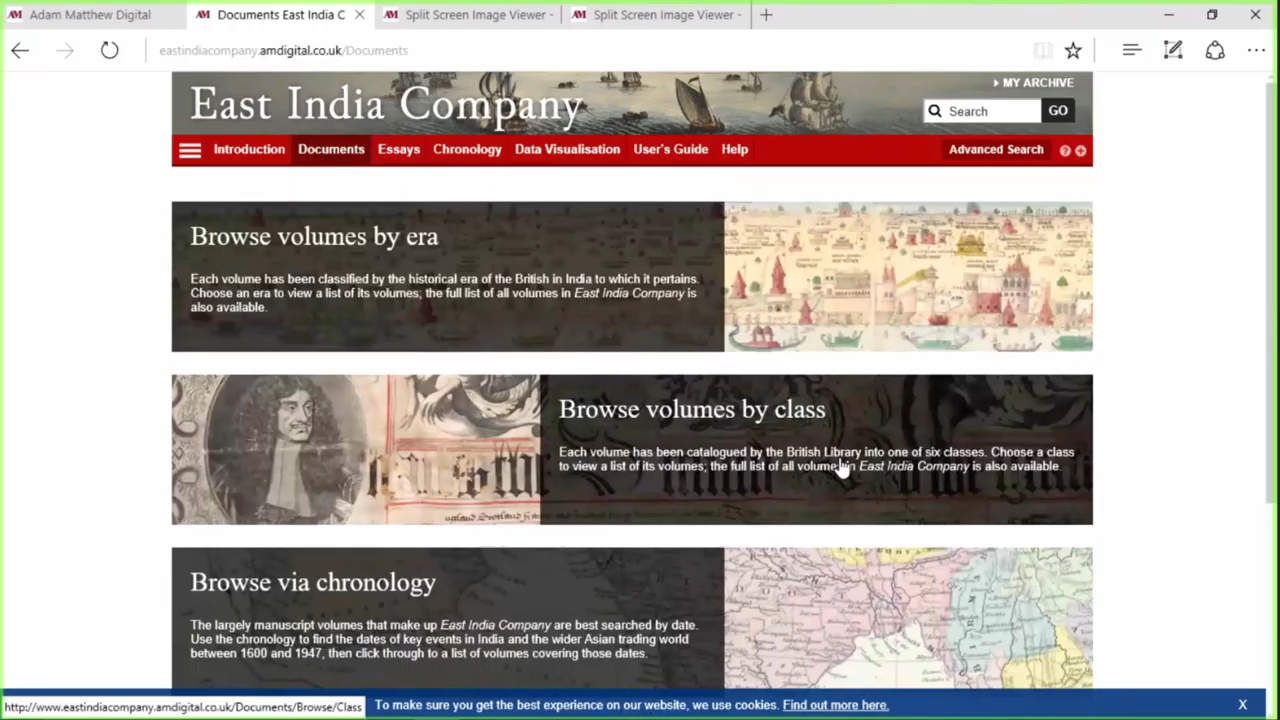 Adam Matthew Digital
Documents East India C
Split Screen Image Viewer -
Split Screen Image Viewer -
eastindiacompany.amdigital.co.uk/Documents
East India Company
MY ARCHIVE
Search
GO
Introduction Documents Essays Chronology Data Visualisation User's Guide Help Advanced Search
Browse volumes by era
Each volume has been classified by the historical era of the British in India to which it pertains.
Choose an era to view a list of its volumes; the full list of all volumes in East India Company is
also available.
Browse volumes by class
Each volume has been catalogued by the British Library into one of six classes. Choose a class
to view a list of its volumes; the full list of all volumes in East India Company is also available.
Browse via chronology
The largely manuscript volumes that make up East India Company are best searched by date.
Use the chronology to find the dates of key events in India and the wider Asian trading world
between 1600 and 1947, then click through to a list of volumes covering those dates.
http://www.eastindiacompany.amdigital.co.uk/Documents/Browse/Class
To make sure you get the best experience on our website, we use cookies. Find out more here.
X